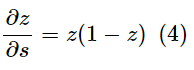 ∂z/∂s = z(1 − z) (4)